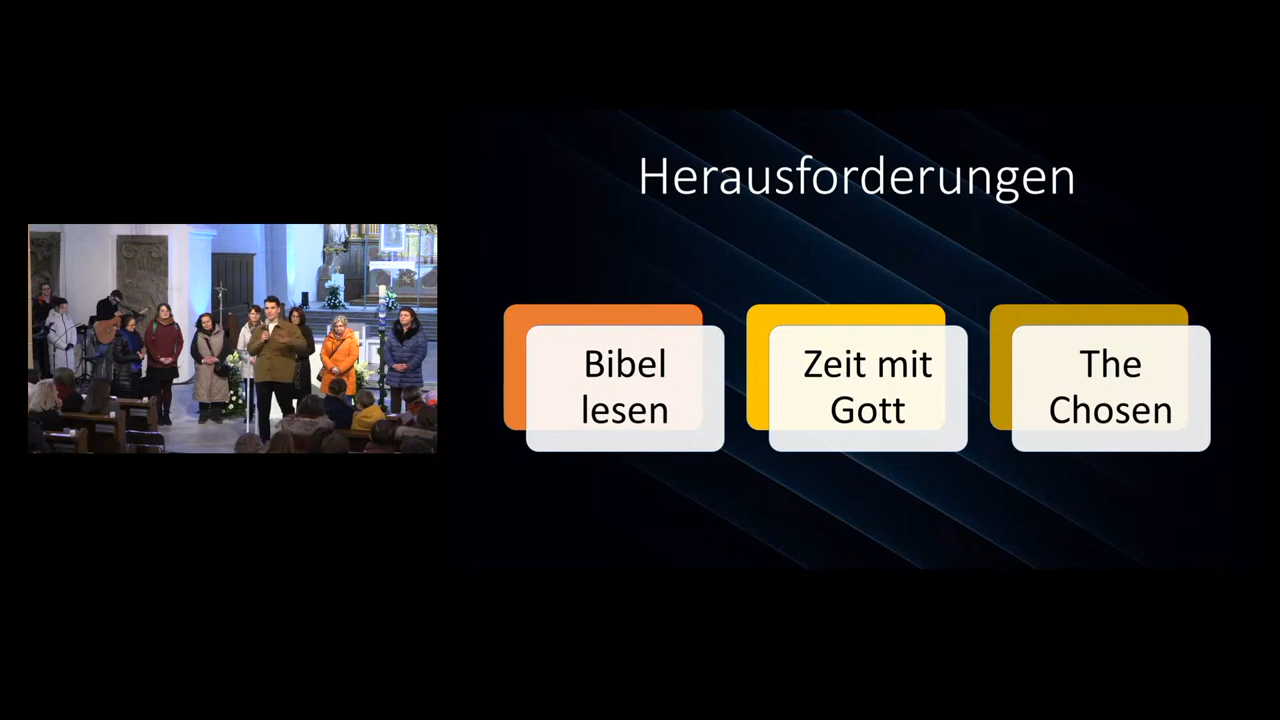 Herausforderungen
Bibel
lesen
Zeit mit
Gott
The
Chosen